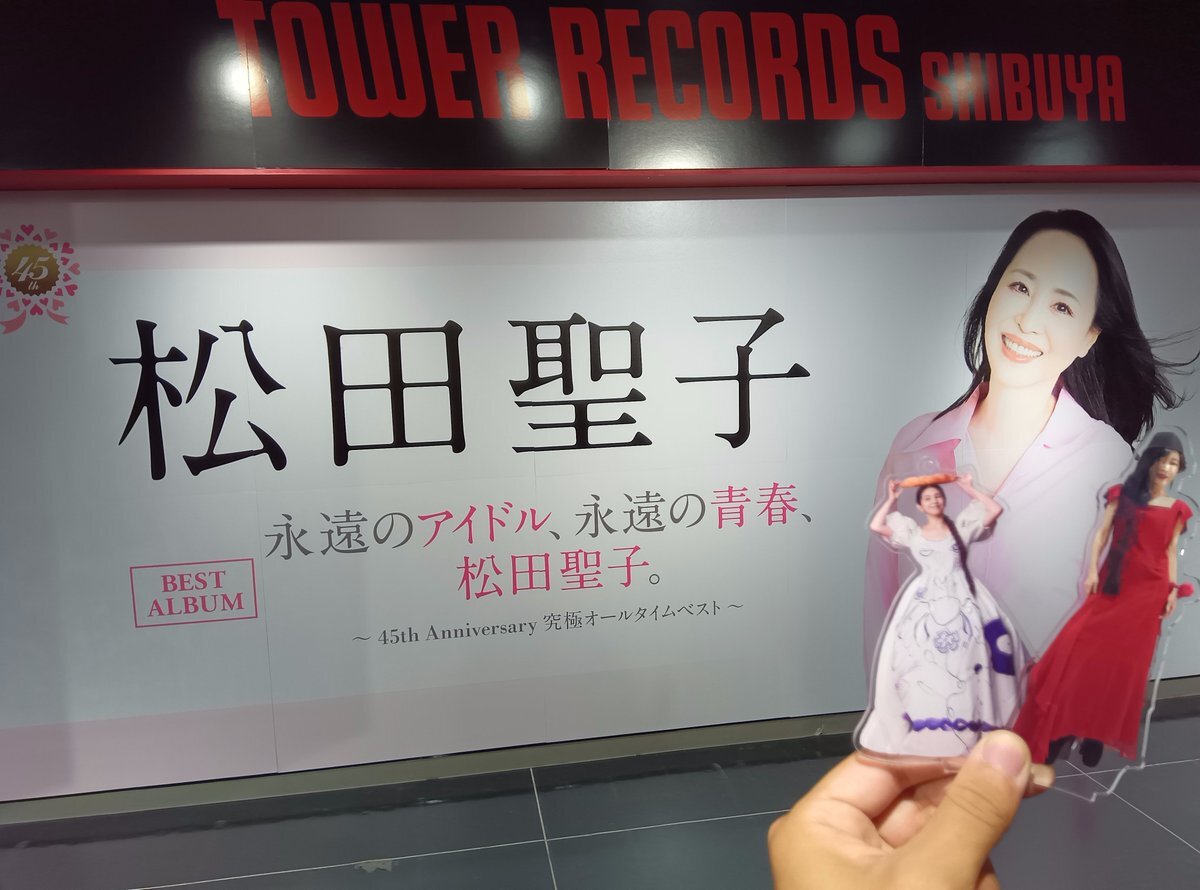 TOWER RECORDS SHIBUYA
45th
松田聖子
永遠のアイドル、永遠の青春、
松田聖子。
BEST
ALBUM
～ 45th Anniversary 究極オールタイムベスト ～